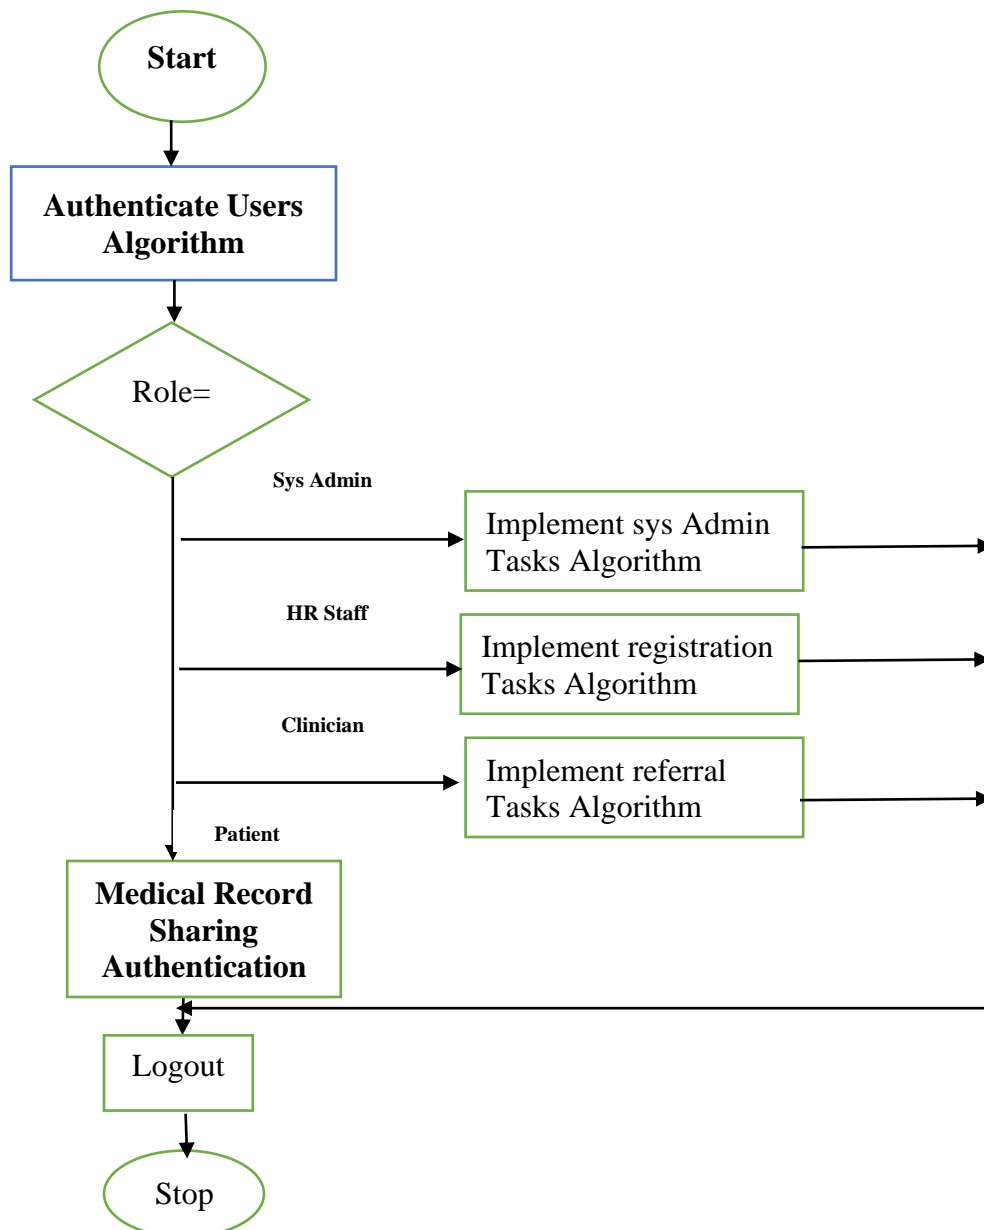 Start
Authenticate Users
Algorithm
Role=
Sys Admin
Implement sys Admin
Tasks Algorithm
HR Staff
Implement registration
Tasks Algorithm
Clinician
Implement referral
Tasks Algorithm
Patient
Medical Record
Sharing
Authentication
Logout
Stop